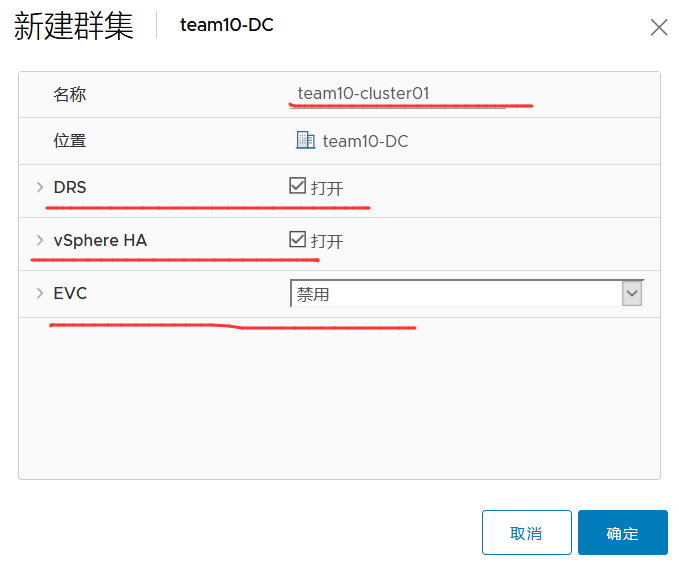 新建群集 team10-DC
名称 team10-cluster01
位置 team10-DC
DRS 打开
vSphere HA 打开
EVC 禁用
取消 确定